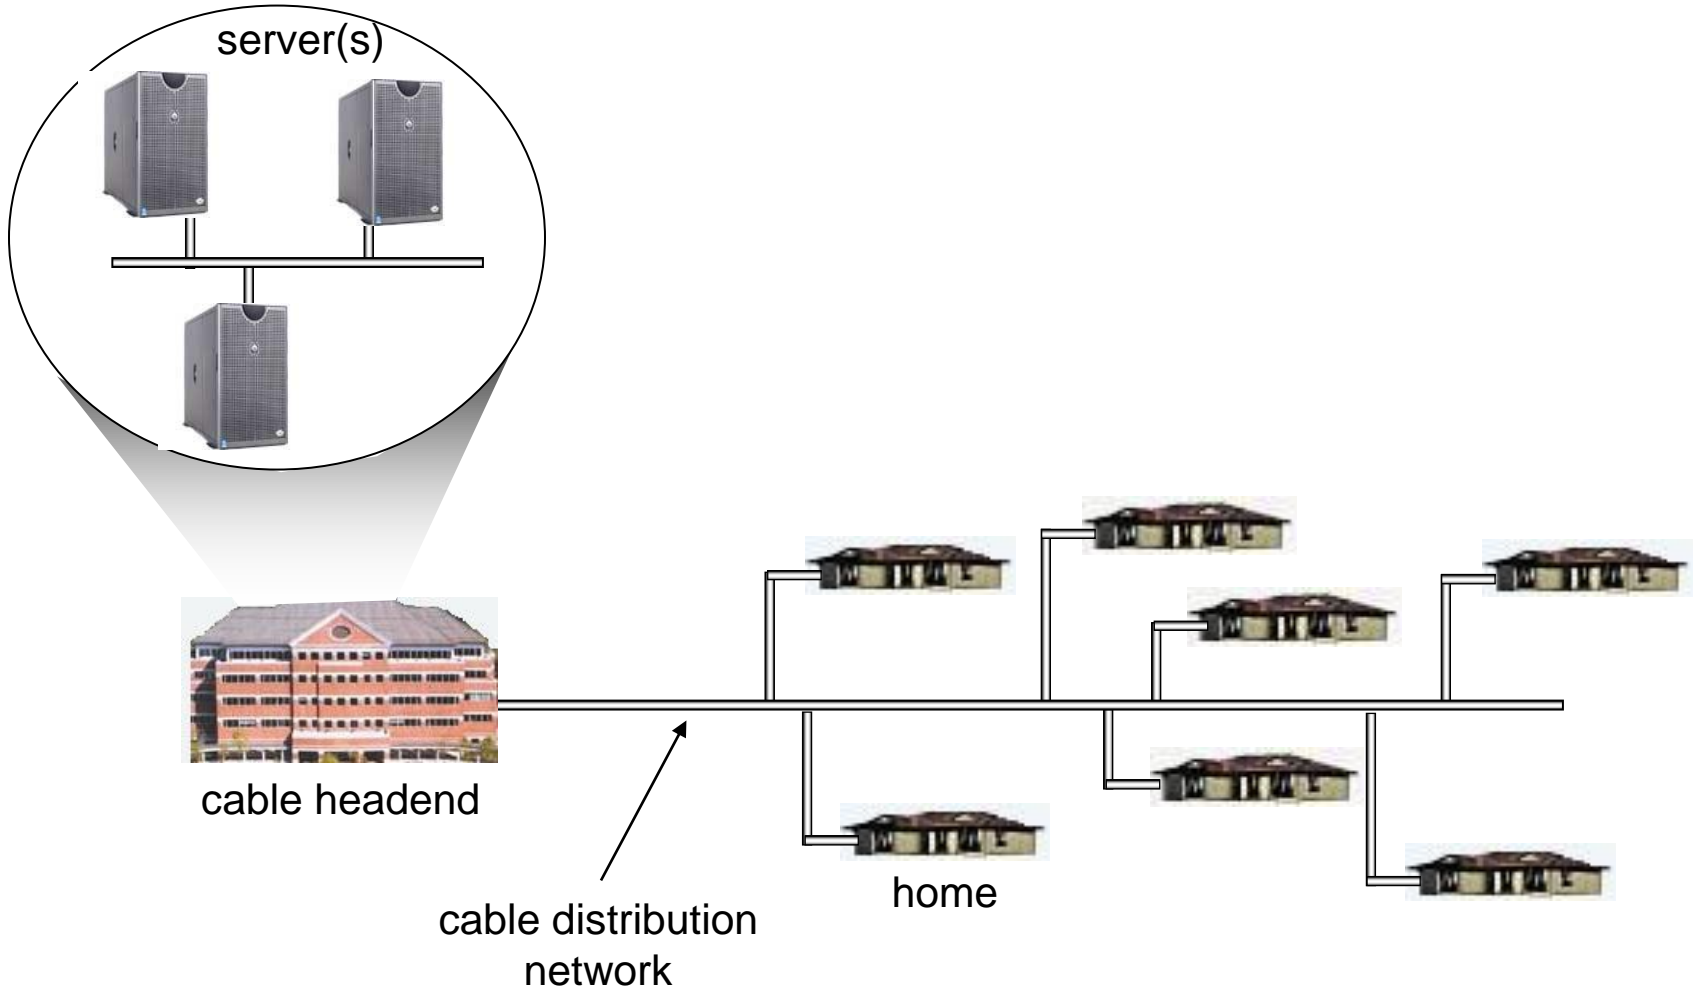 server(s)
cable headend
home
cable distribution
network